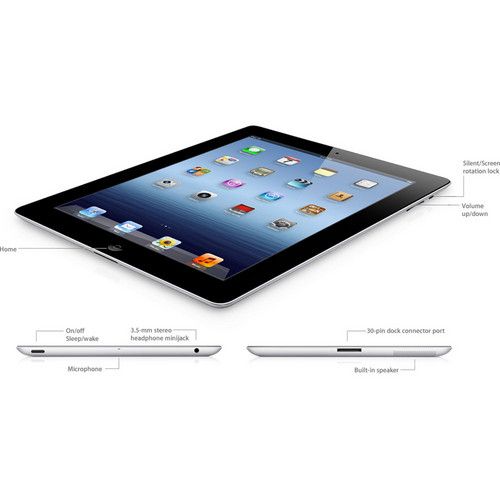 Silent/Screen
rotation lock
Volume
up/down
Home
On/off
Sleep/wake
3.5-mm stereo
headphone minijack
Microphone
30-pin dock connector port
Built-in speaker